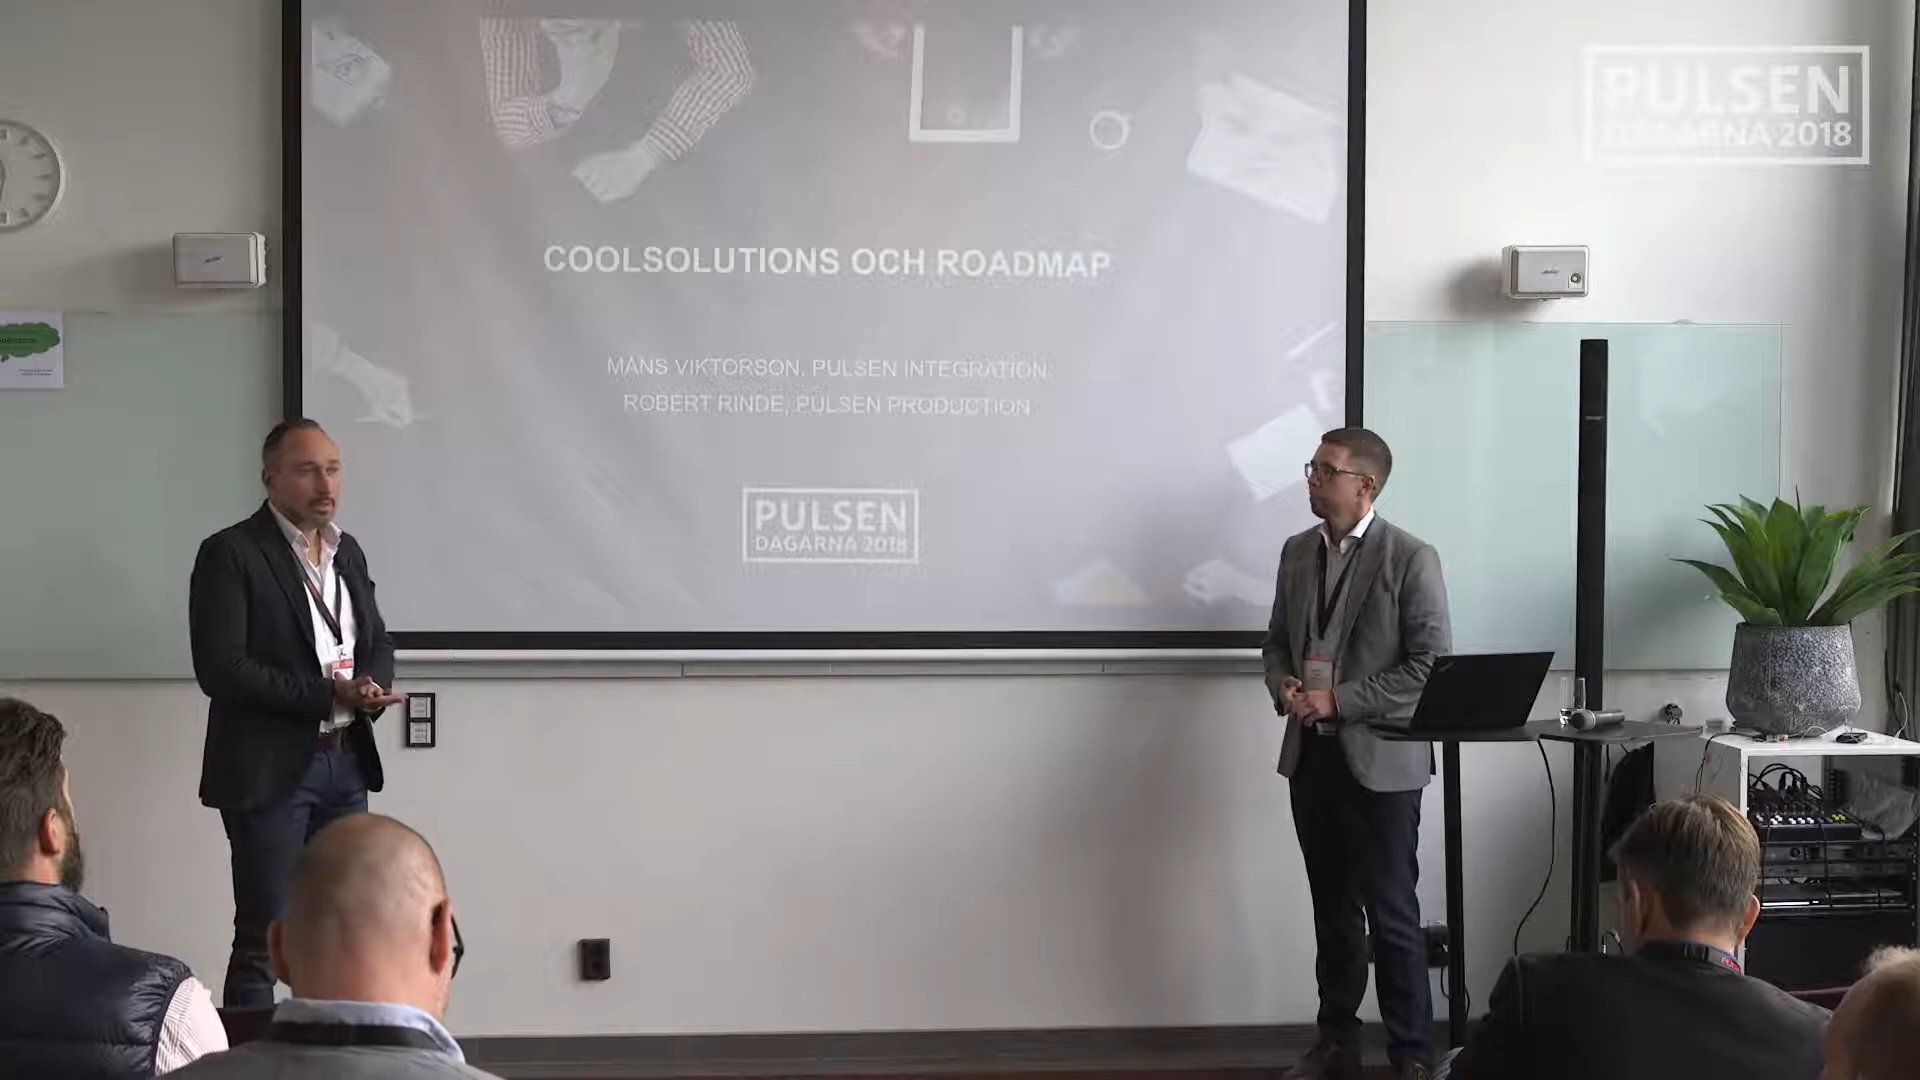 COOLSOLUTIONS OCH ROADMAP
MÅNS VIKTORSON, PULSEN INTEGRATION
ROBERT RINDE, PULSEN PRODUCTION
PULSEN
DAGARNA 2018
PULSEN
DAGARNA 2018